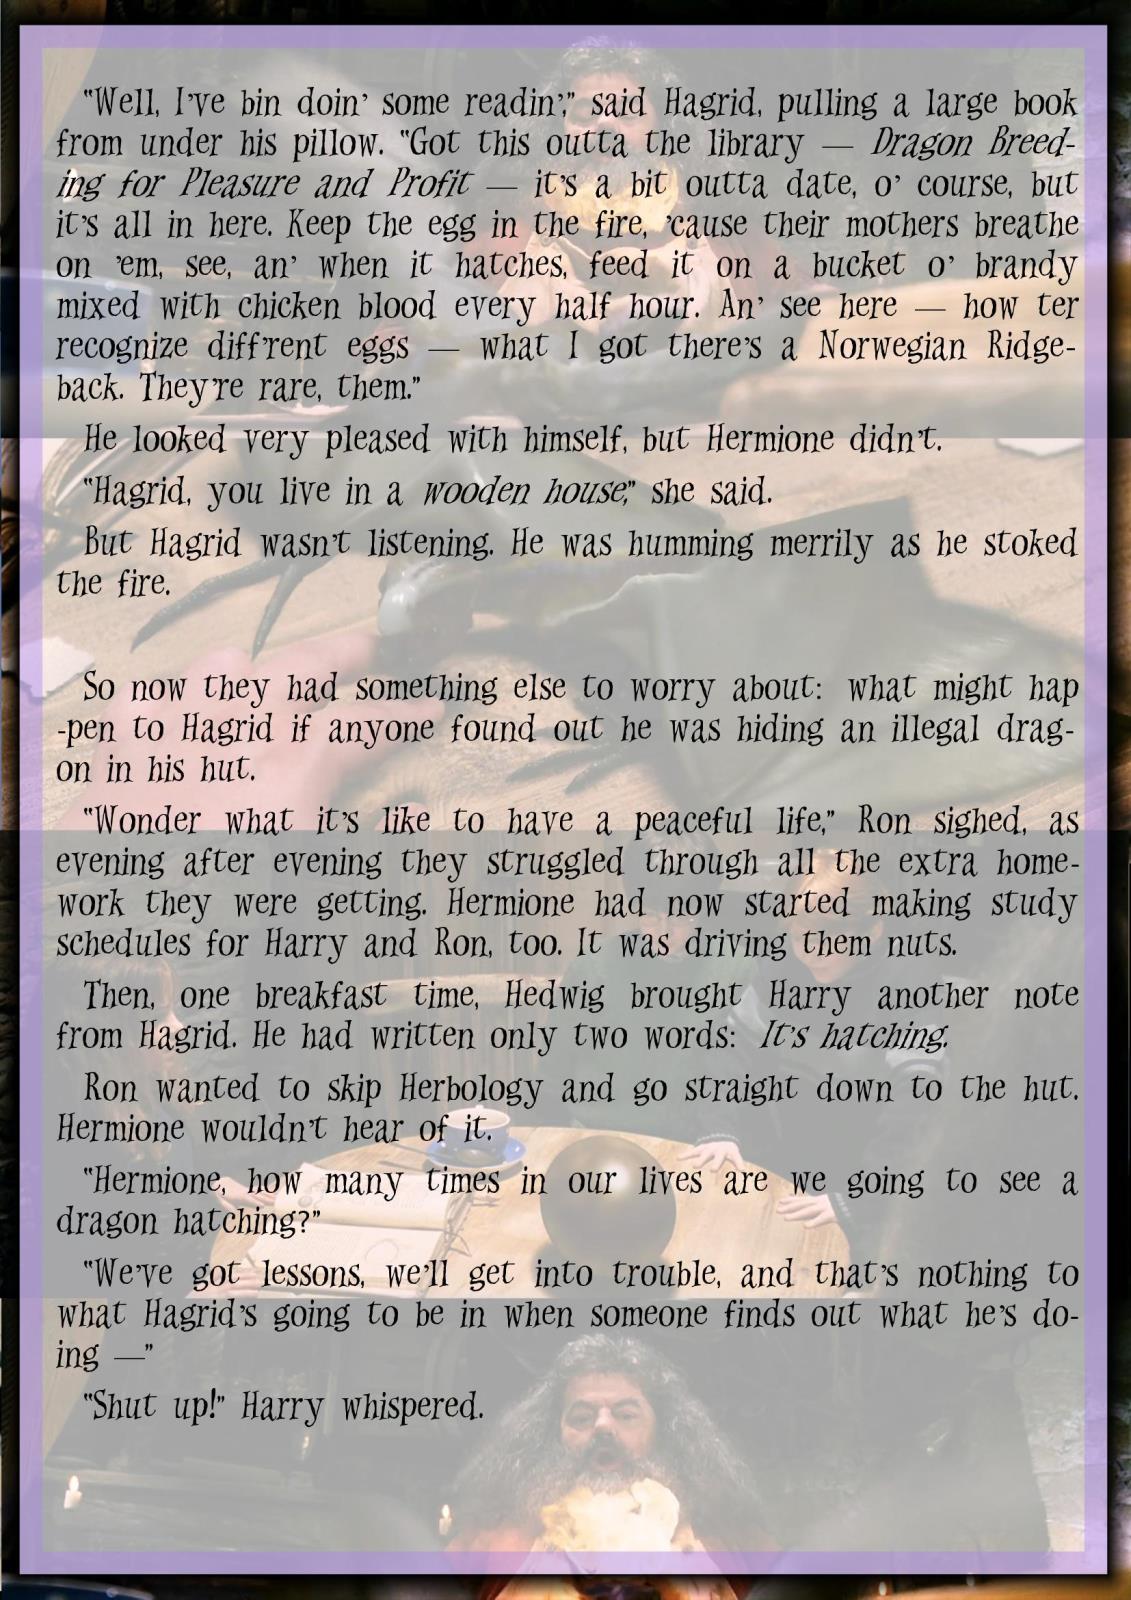 “Well, I’ve bin doin’ some readin’,” said Hagrid, pulling a large book
from under his pillow. “Got this outta the library — Dragon Breed-
ing for Pleasure and Profit — it’s a bit outta date, o’ course, but
it’s all in here. Keep the egg in the fire, ’cause their mothers breathe
on ’em, see, an’ when it hatches, feed it on a bucket o’ brandy
mixed with chicken blood every half hour. An’ see here — how ter
recognize diff’rent eggs — what I got there’s a Norwegian Ridge-
back. They’re rare, them.”
He looked very pleased with himself, but Hermione didn’t.
“Hagrid, you live in a wooden house,” she said.
But Hagrid wasn’t listening. He was humming merrily as he stoked
the fire.
So now they had something else to worry about: what might hap
-pen to Hagrid if anyone found out he was hiding an illegal drag-
on in his hut.
“Wonder what it’s like to have a peaceful life,” Ron sighed, as
evening after evening they struggled through all the extra home-
work they were getting. Hermione had now started making study
schedules for Harry and Ron, too. It was driving them nuts.
Then, one breakfast time, Hedwig brought Harry another note
from Hagrid. He had written only two words: It’s hatching.
Ron wanted to skip Herbology and go straight down to the hut.
Hermione wouldn’t hear of it.
“Hermione, how many times in our lives are we going to see a
dragon hatching?”
“We’ve got lessons, we’ll get into trouble, and that’s nothing to
what Hagrid’s going to be in when someone finds out what he’s do-
ing —”
“Shut up!” Harry whispered.